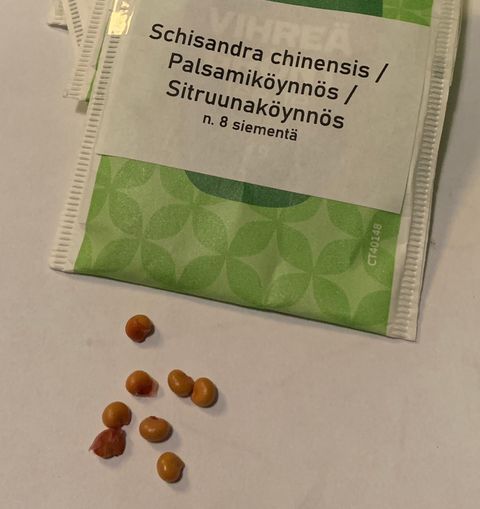 VIHREÄ
Schisandra chinensis /
Palsamiköynnös /
Sitruunaköynnös
n. 8 siementä
CT40148